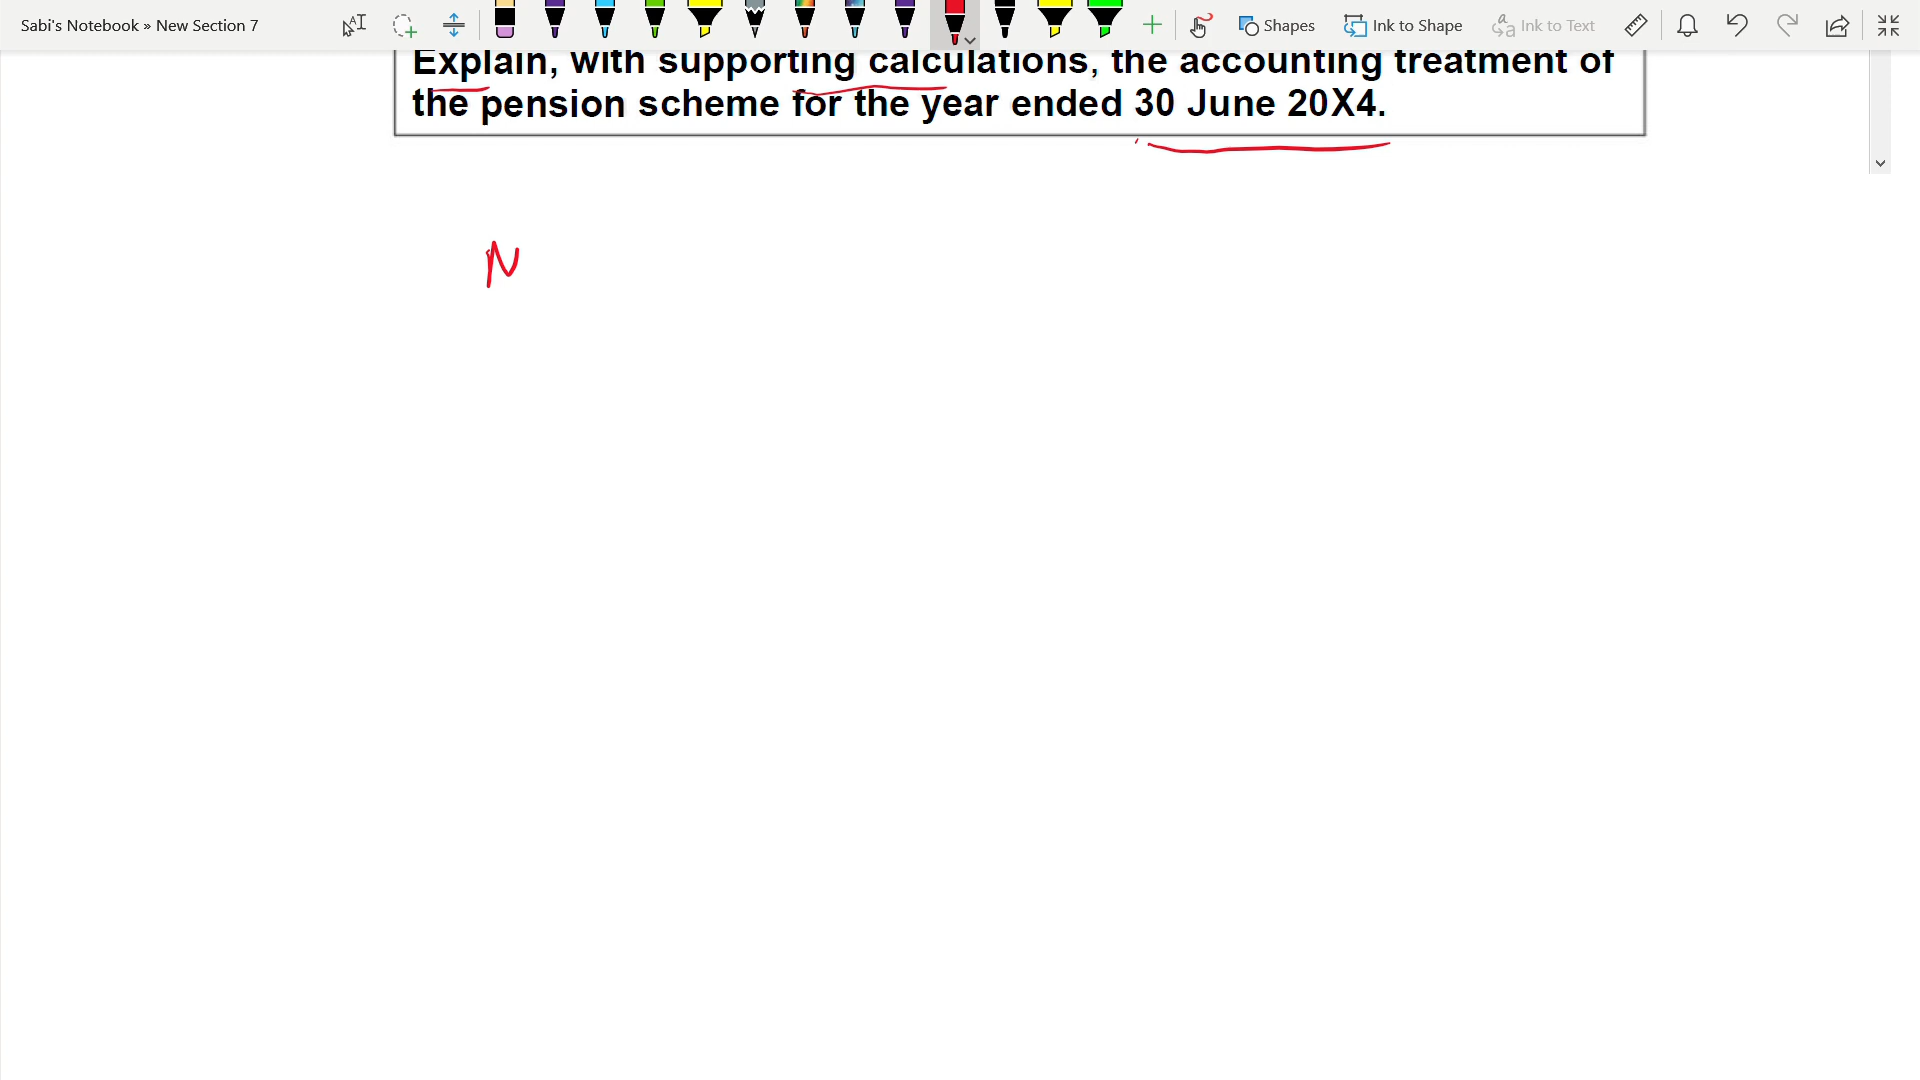 Sabi's Notebook » New Section 7
Shapes
Ink to Shape
Ink to Text
Explain, with supporting calculations, the accounting treatment of
the pension scheme for the year ended 30 June 20X4.
N